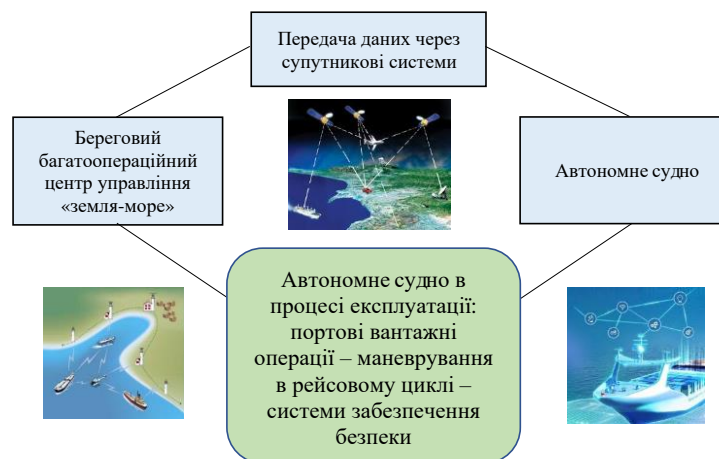 Передача даних через
супутникові системи
Береговий
багатоопераційний
центр управління
«земля-море»
Автономне судно
Автономне судно в
процесі експлуатації:
портові вантажні
операції – маневрування
в рейсовому циклі –
системи забезпечення
безпеки